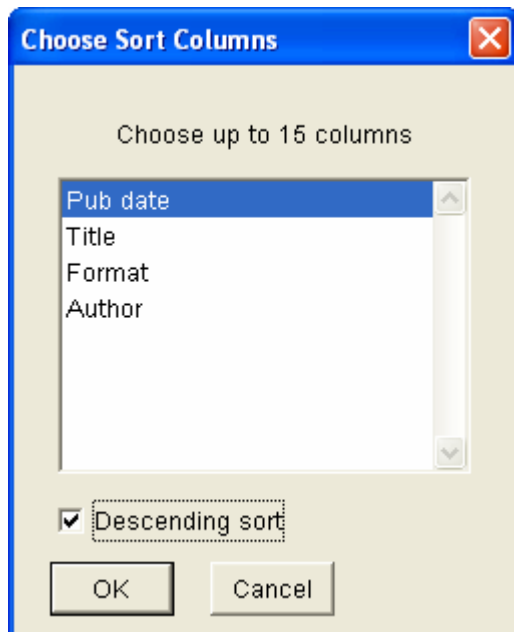 Choose Sort Columns
Choose up to 15 columns
Pub date
Title
Format
Author
Descending sort
OK Cancel